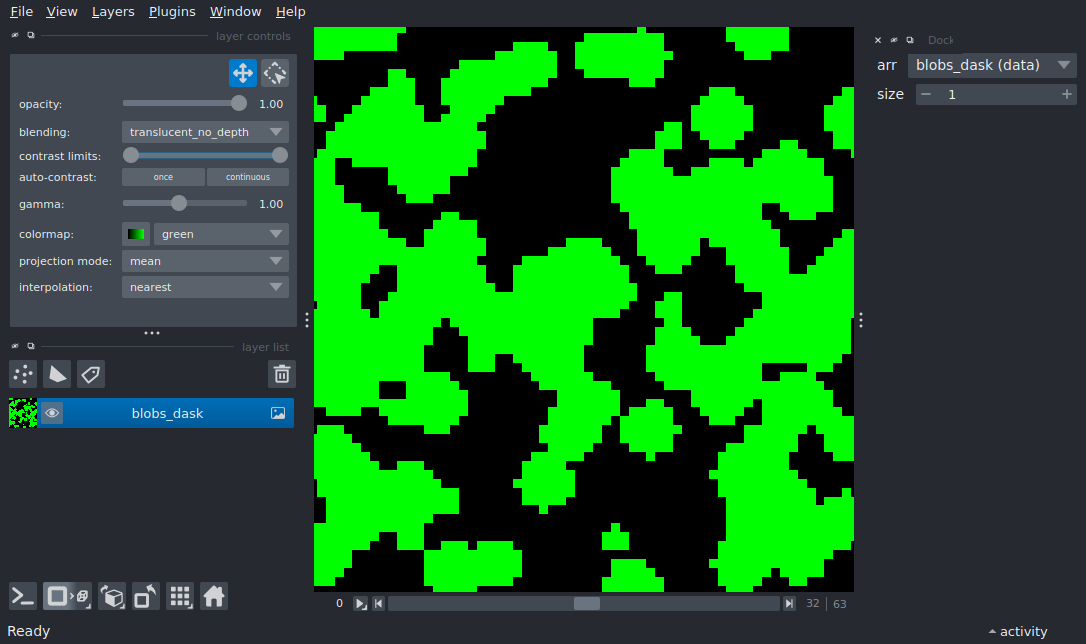 File View Layers Plugins Window Help
layer controls
Dock
arr blobs_dask (data)
size 1
opacity: 1.00
blending: translucent_no_depth
contrast limits:
auto-contrast: once continuous
gamma: 1.00
colormap: green
projection mode: mean
interpolation: nearest
layer list
blobs_dask
0 32 63
Ready
activity